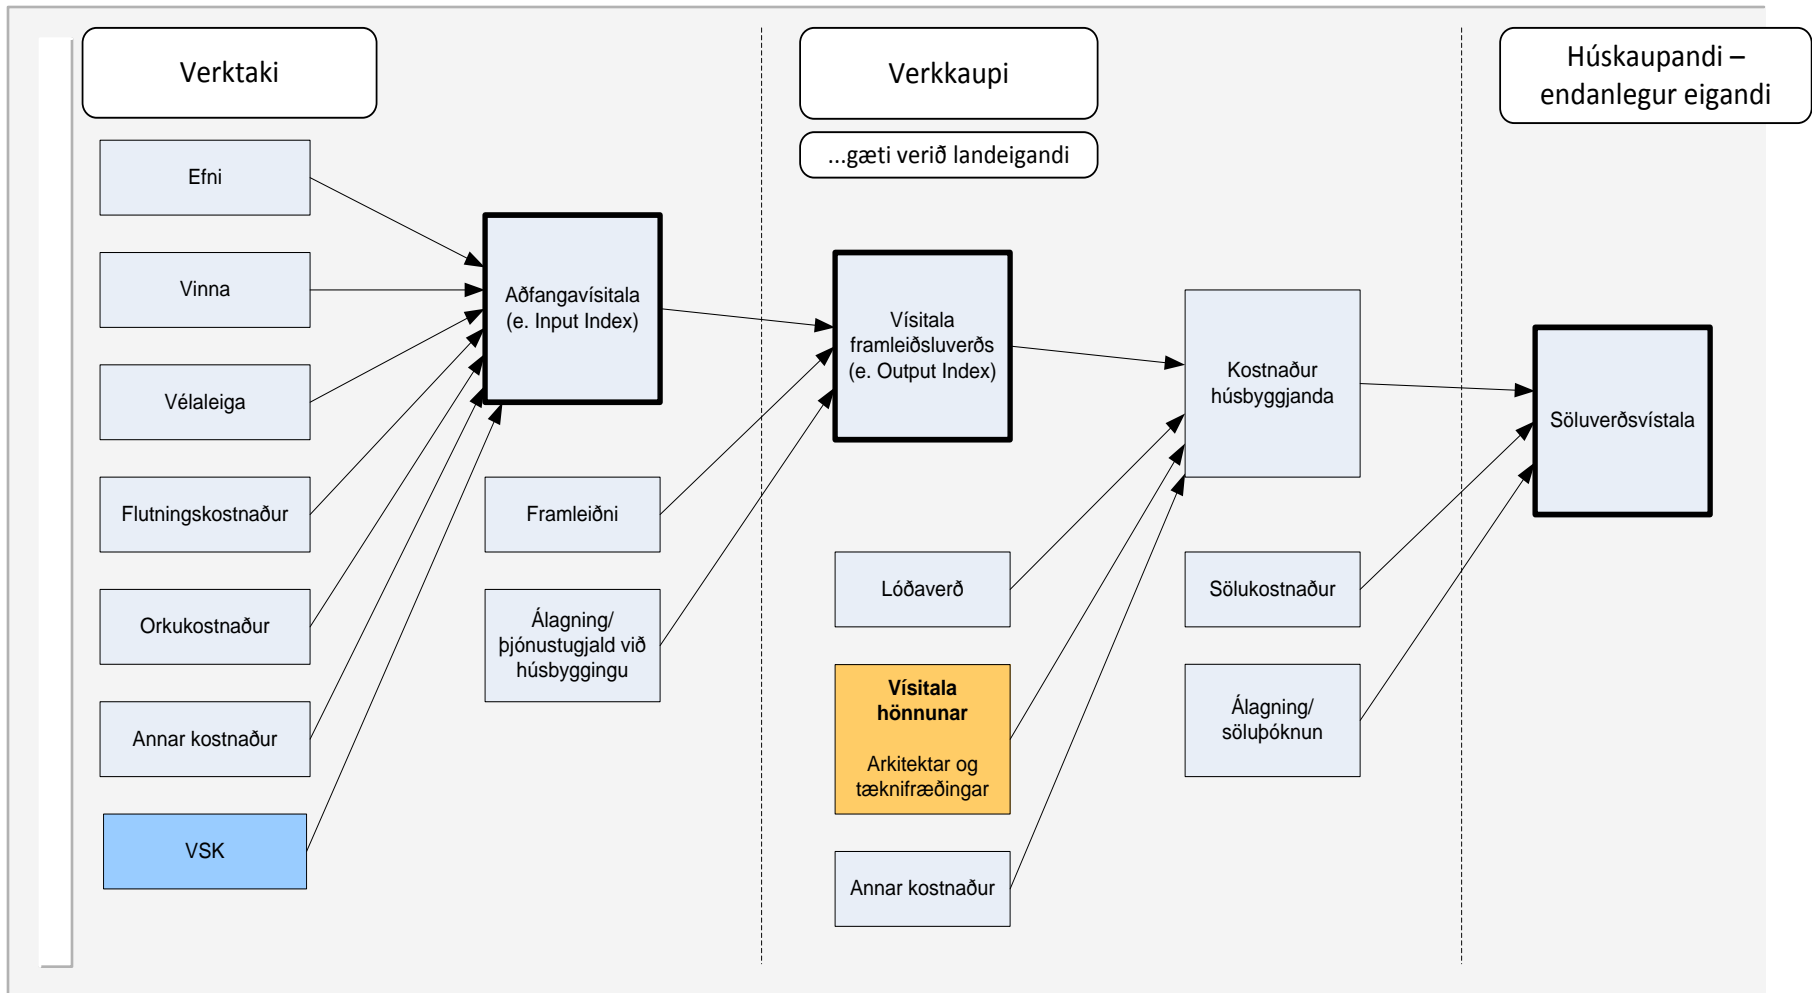 Verktaki
Efni
Vinna
Vélaleiga
Flutningskostnaður
Orkukostnaður
Annar kostnaður
VSK
Aðfangavísitala
(e. Input Index)
Framleiðni
Álagning/
þjónustugjald við
húsbyggingu
Verkkaupi
...gæti verið landeigandi
Vísitala
framleiðsluverðs
(e. Output Index)
Lóðaverð
Vísitala
hönnunar
Arkitektar og
tæknifræðingar
Annar kostnaður
Kostnaður
húsbyggjanda
Sölukostnaður
Álagning/
söluþóknun
Húskaupandi –
endanlegur eigandi
Söluverðsvístala